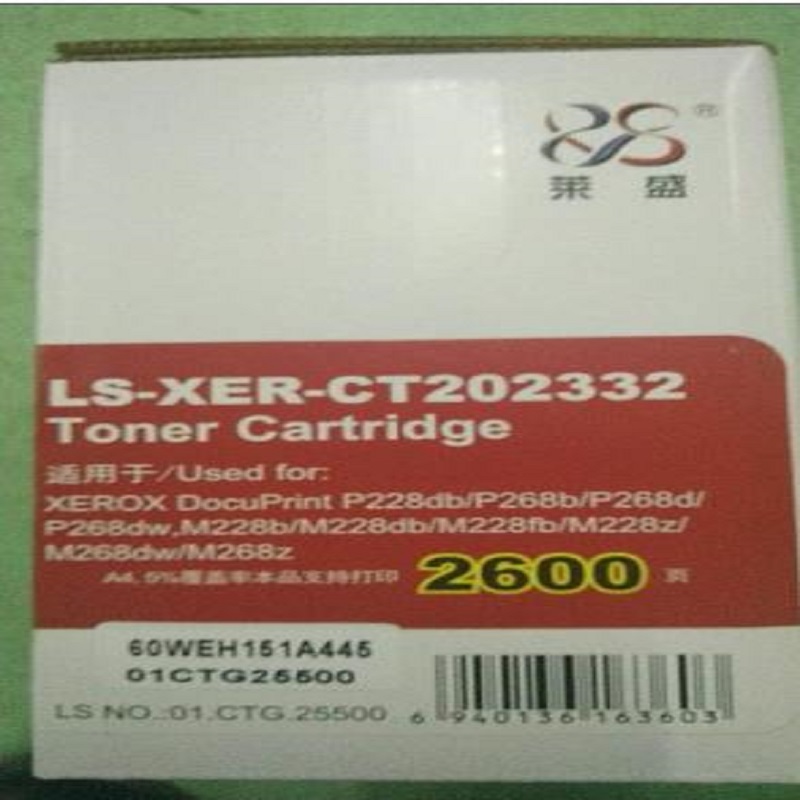 莱盛
LS-XER-CT202332
Toner Cartridge
适用于/Used for:
XEROX DocuPrint P228db/P268b/P268d/
P268dw,M228b/M228db/M228fb/M228z/
M268dw/M268z
A4, 5%覆盖率本品支持打印 2600 页
60WEH151A445
01CTG25500
LS NO.:01.CTG.25500
6 940136 163603